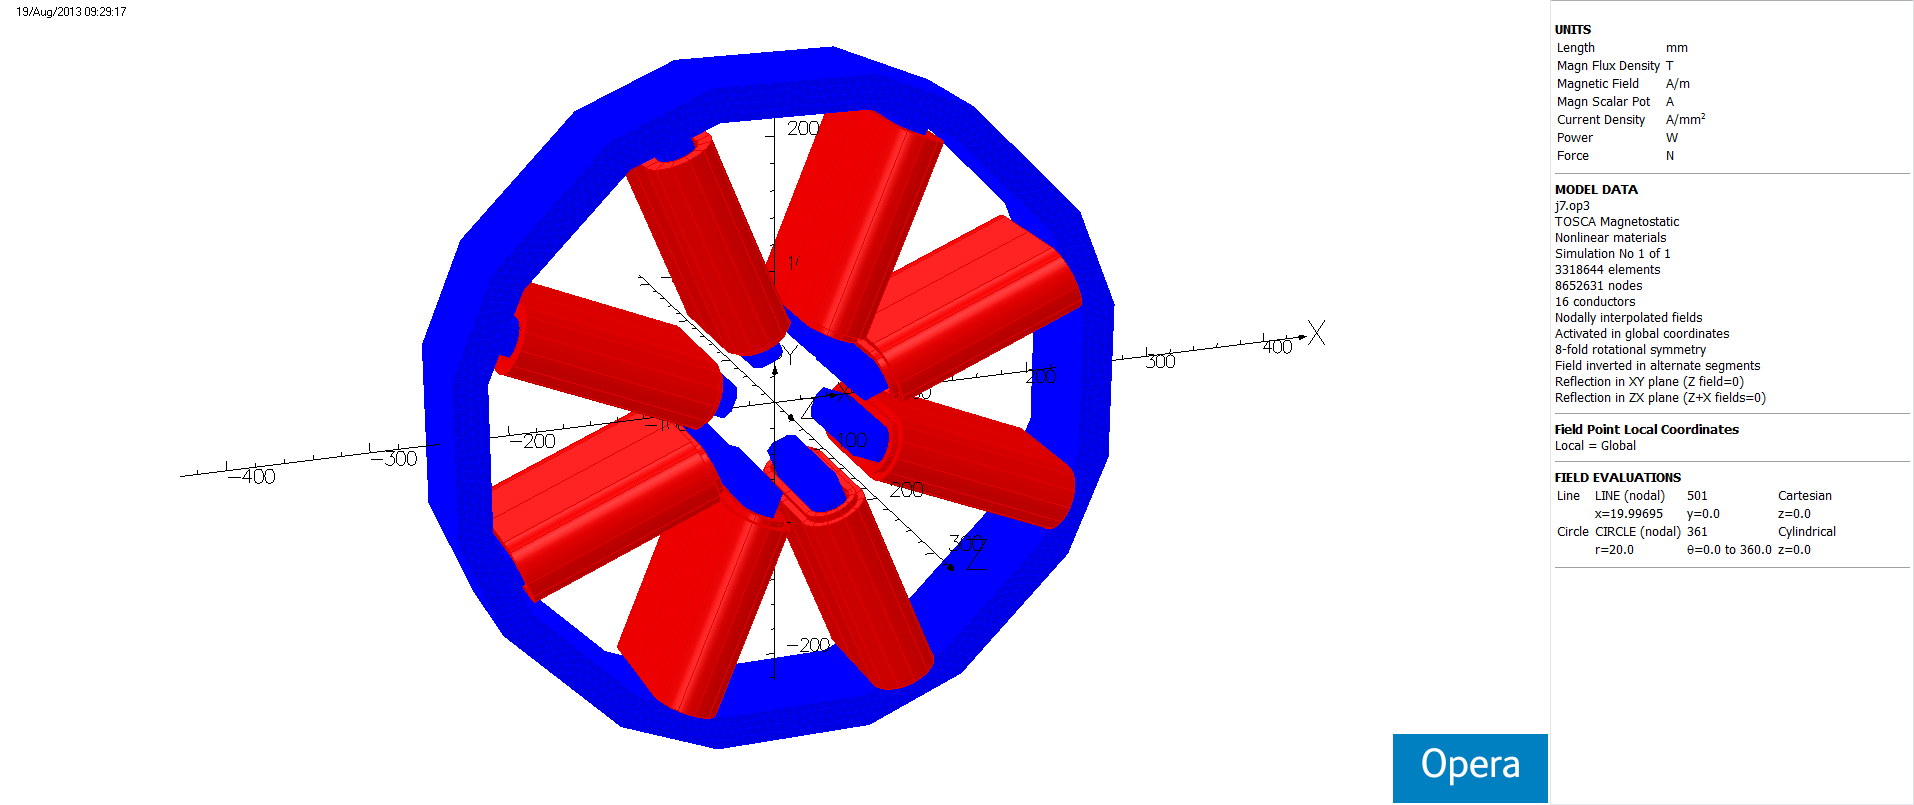 19/Aug/2013 09:29:17
200
Y
X
X
400
300
200
Z
-200
-300
-400
200
300
Z
-200
Opera
UNITS
Length mm
Magn Flux Density T
Magnetic Field A/m
Magn Scalar Pot A
Current Density A/mm²
Power W
Force N
MODEL DATA
j7.op3
TOSCA Magnetostatic
Nonlinear materials
Simulation No 1 of 1
3318644 elements
8652631 nodes
16 conductors
Nodally interpolated fields
Activated in global coordinates
8-fold rotational symmetry
Field inverted in alternate segments
Reflection in XY plane (Z field=0)
Reflection in ZX plane (Z+X fields=0)
Field Point Local Coordinates
Local = Global
FIELD EVALUATIONS
Line LINE (nodal) 501 Cartesian
x=19.99695 y=0.0 z=0.0
Circle CIRCLE (nodal) 361 Cylindrical
r=20.0 θ=0.0 to 360.0 z=0.0